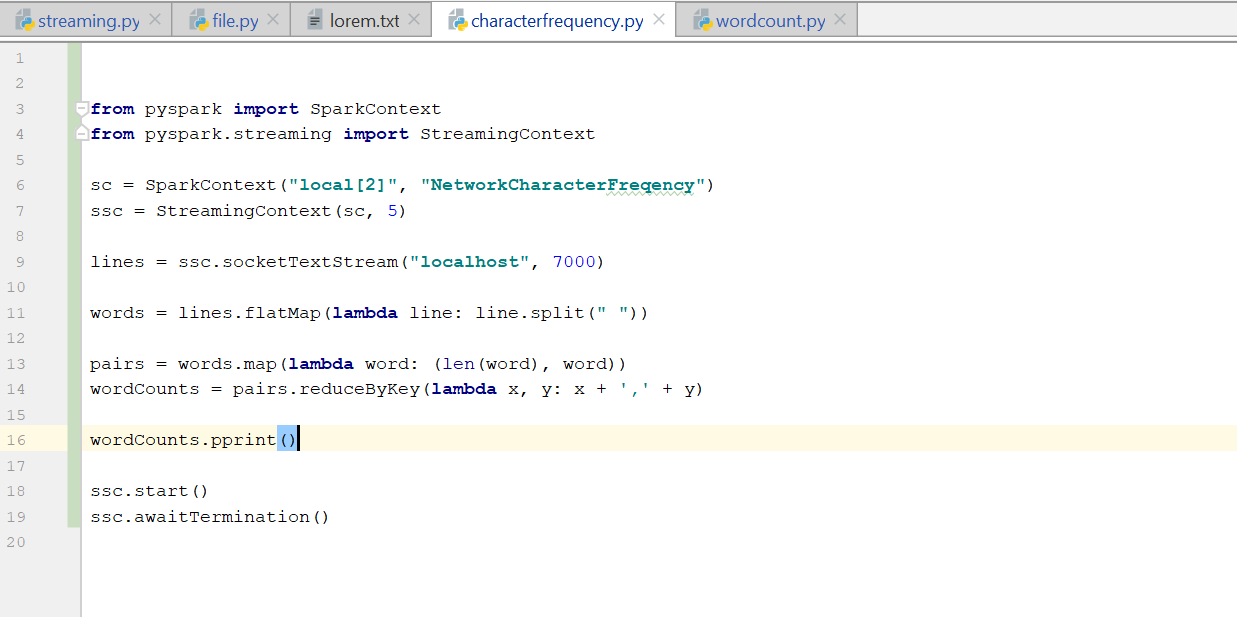 streaming.py file.py lorem.txt characterfrequency.py wordcount.py
1
2
3 from pyspark import SparkContext
4 from pyspark.streaming import StreamingContext
5
6 sc = SparkContext("local[2]", "NetworkCharacterFreqency")
7 ssc = StreamingContext(sc, 5)
8
9 lines = ssc.socketTextStream("localhost", 7000)
10
11 words = lines.flatMap(lambda line: line.split(" "))
12
13 pairs = words.map(lambda word: (len(word), word))
14 wordCounts = pairs.reduceByKey(lambda x, y: x + ',' + y)
15
16 wordCounts.pprint()
17
18 ssc.start()
19 ssc.awaitTermination()
20